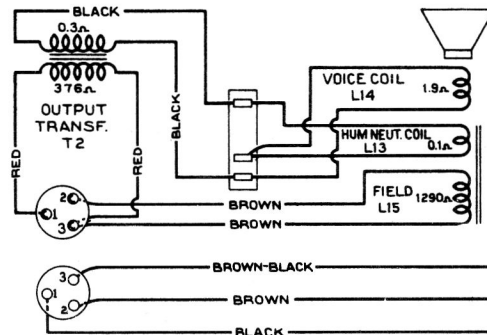 BLACK
0.3Ω
376Ω
OUTPUT
TRANSF.
T2
RED
RED
BLACK
VOICE COIL
L14
1.9Ω
HUM NEUT. COIL
L13
0.1Ω
FIELD
L15
1290Ω
2
1
3
BROWN
BROWN
3
1
2
BROWN-BLACK
BROWN
BLACK